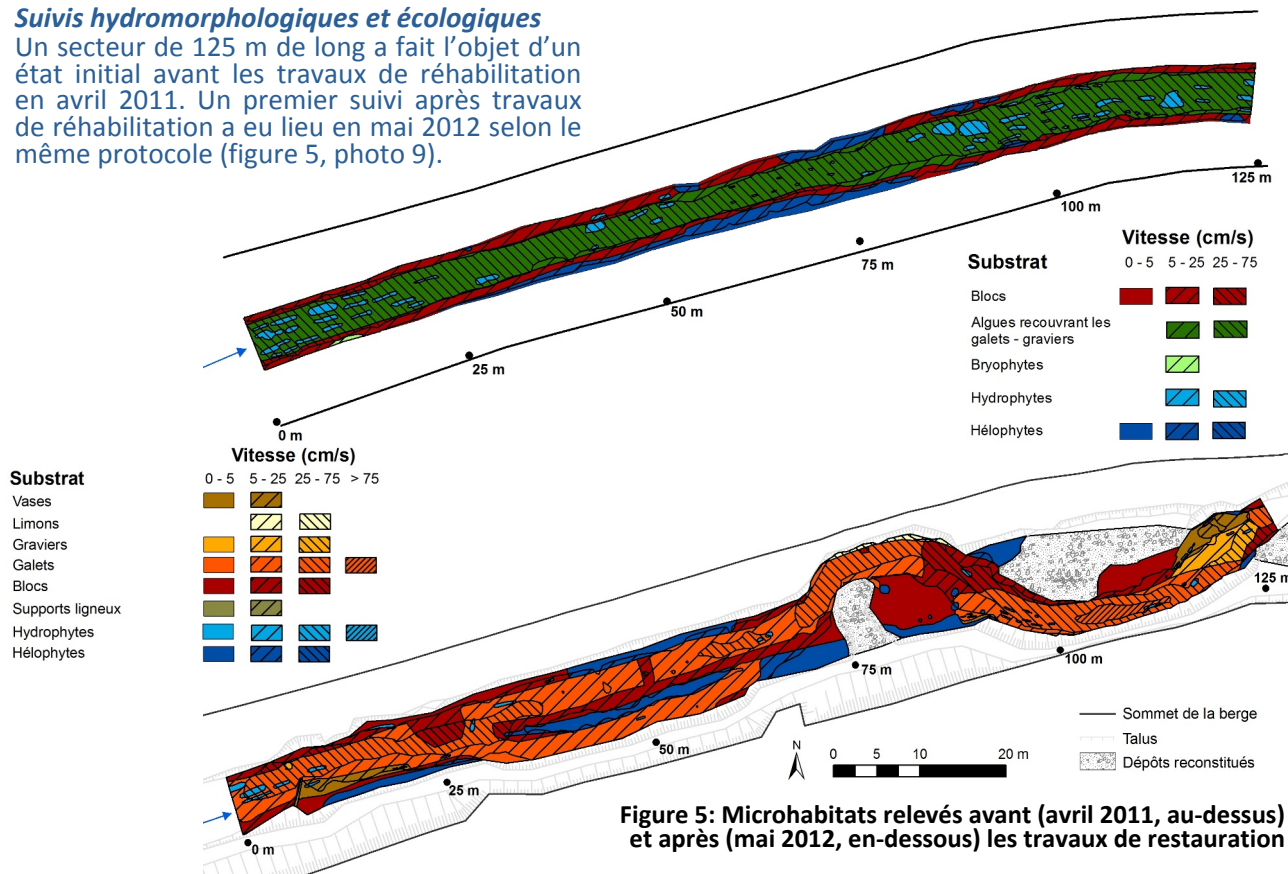 Suivis hydromorphologiques et écologiques
Un secteur de 125 m de long a fait l'objet d'un
état initial avant les travaux de réhabilitation
en avril 2011. Un premier suivi après travaux
de réhabilitation a eu lieu en mai 2012 selon le
même protocole (figure 5, photo 9).
0 m
25 m
50 m
75 m
100 m
125 m
Vitesse (cm/s)
Substrat
0 - 5 5 - 25 25 - 75
Blocs
Algues recouvrant les
galets - graviers
Bryophytes
Hydrophytes
Hélophytes
Vitesse (cm/s)
Substrat
0 - 5 5 - 25 25 - 75 > 75
Vases
Limons
Graviers
Galets
Blocs
Supports ligneux
Hydrophytes
Hélophytes
0 m
25 m
50 m
75 m
100 m
125 m
N
0 5 10 20 m
Sommet de la berge
Talus
Dépôts reconstitués
Figure 5: Microhabitats relevés avant (avril 2011, au-dessus)
et après (mai 2012, en-dessous) les travaux de restauration